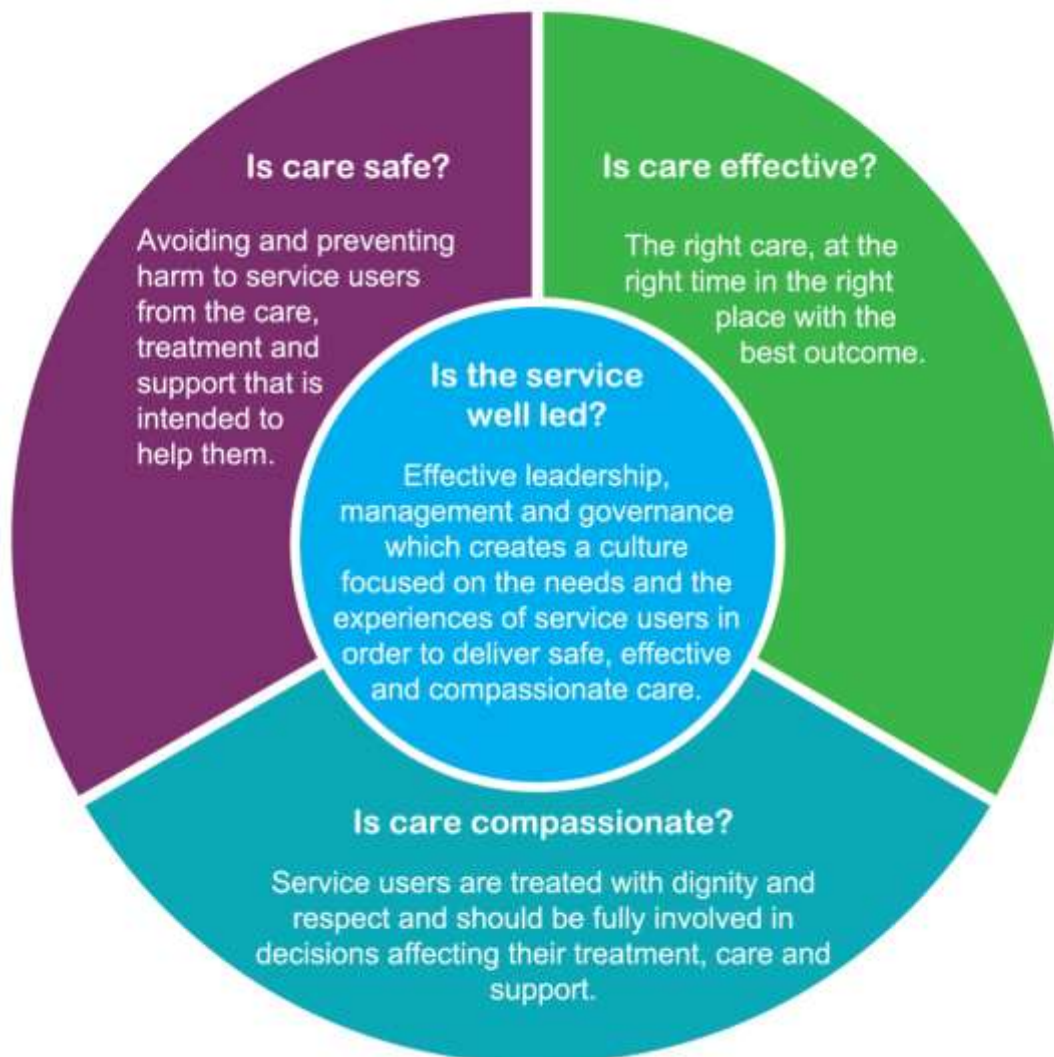 Is care safe?
Avoiding and preventing
harm to service users
from the care,
treatment and
support that is
intended to
help them.
Is care effective?
The right care, at the
right time in the right
place with the
best outcome.
Is the service
well led?
Effective leadership,
management and governance
which creates a culture
focused on the needs and the
experiences of service users in
order to deliver safe, effective
and compassionate care.
Is care compassionate?
Service users are treated with dignity and
respect and should be fully involved in
decisions affecting their treatment, care and
support.